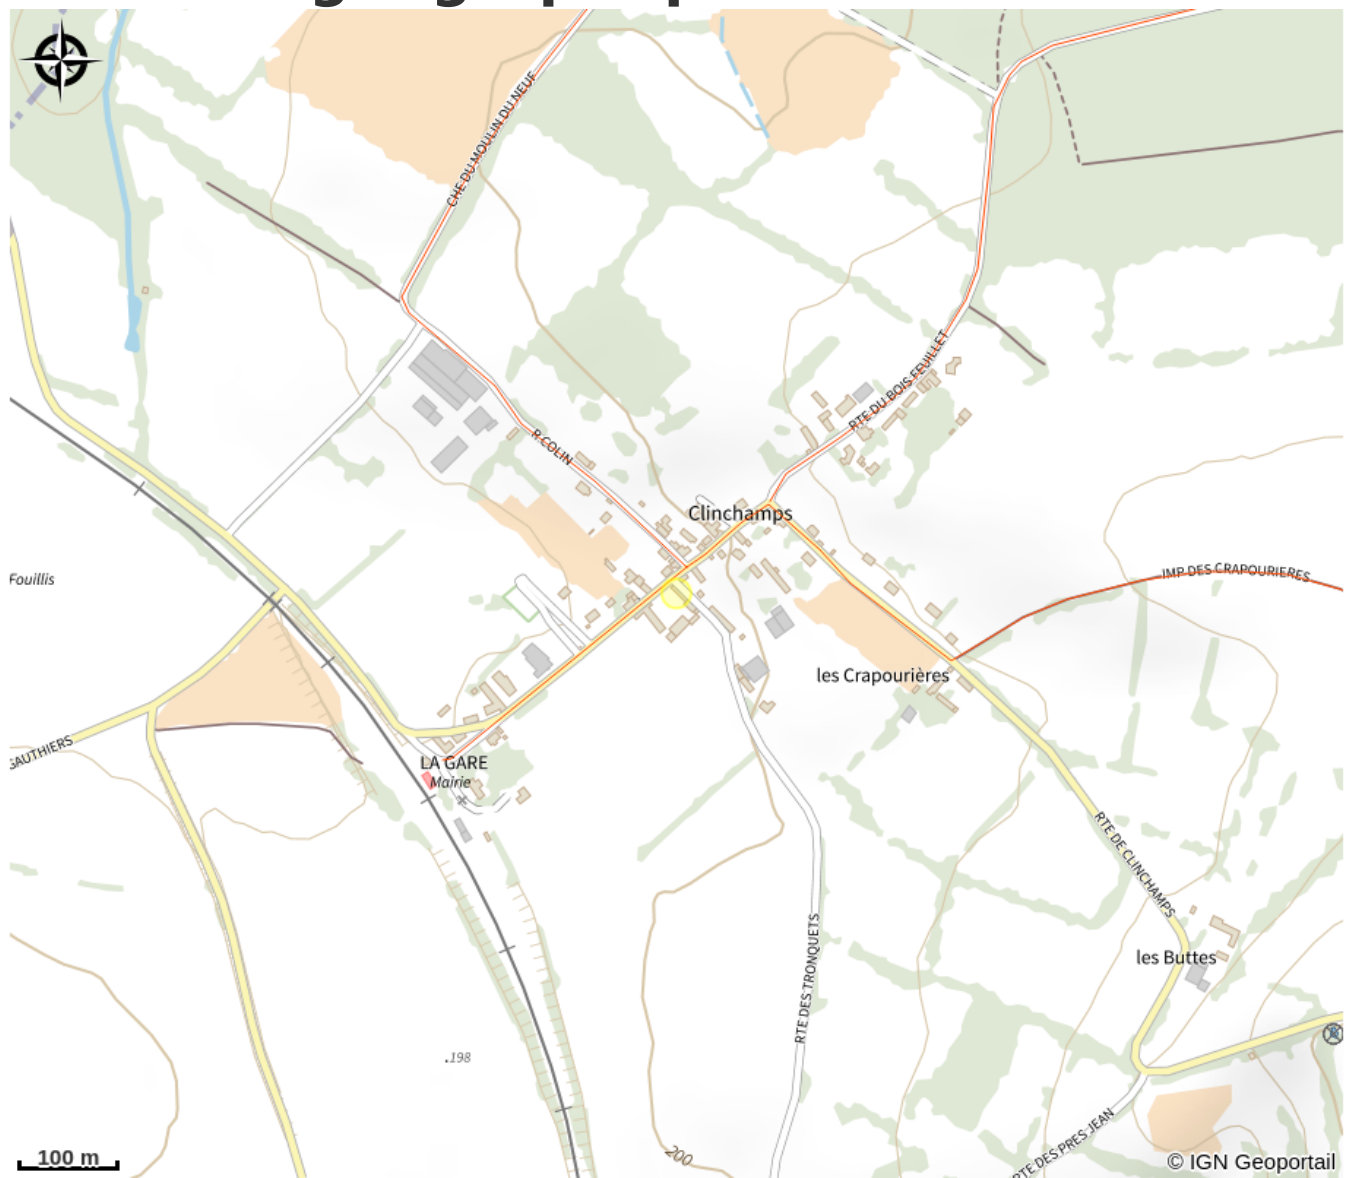 CHE DU MOULIN DU NEUF
RTE DU BOIS FEUILLET
R COLIN
Clinchamps
Fouillis
IMP DES CRAPOURIERES
les Crapourières
GAUTHIERS
LA GARE
Mairie
RTE DE CLINCHAMPS
les Buttes
RTE DES TRONQUETS
.198
200
RTE DES PRES JEAN
100 m
© IGN Geoportail